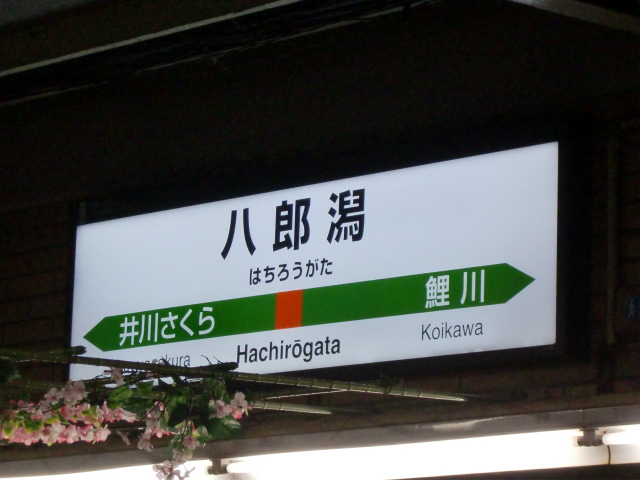 八郎潟
はちろうがた
井川さくら
鯉川
Hachirōgata
Koikawa